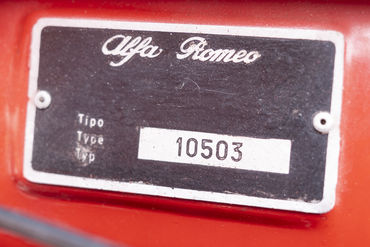 Alfa Romeo
Tipo
Type 10503
Typ